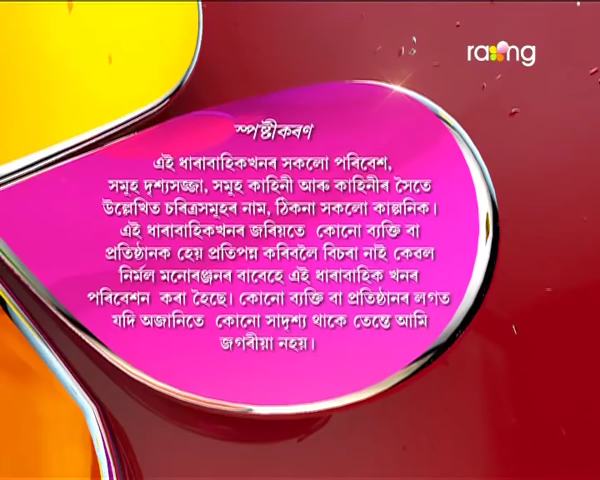 rang
স্পষ্টীকৰণ
এই ধাৰাবাহিকখনৰ সকলো পৰিবেশ,
সমূহ দৃশ্যসজ্জা, সমূহ কাহিনী আৰু কাহিনীৰ সৈতে
উল্লেখিত চৰিত্ৰসমূহৰ নাম, ঠিকনা সকলো কাল্পনিক।
এই ধাৰাবাহিকখনৰ জৰিয়তে কোনো ব্যক্তি বা
প্ৰতিষ্ঠানক হেয় প্ৰতিপন্ন কৰিবলৈ বিচৰা নাই কেবল
নিৰ্মল মনোৰঞ্জনৰ বাবেহে এই ধাৰাবাহিক খনৰ
পৰিবেশন কৰা হৈছে। কোনো ব্যক্তি বা প্ৰতিষ্ঠানৰ লগত
যদি অজানিতে কোনো সাদৃশ্য থাকে তেন্তে আমি
জগৰীয়া নহয়।